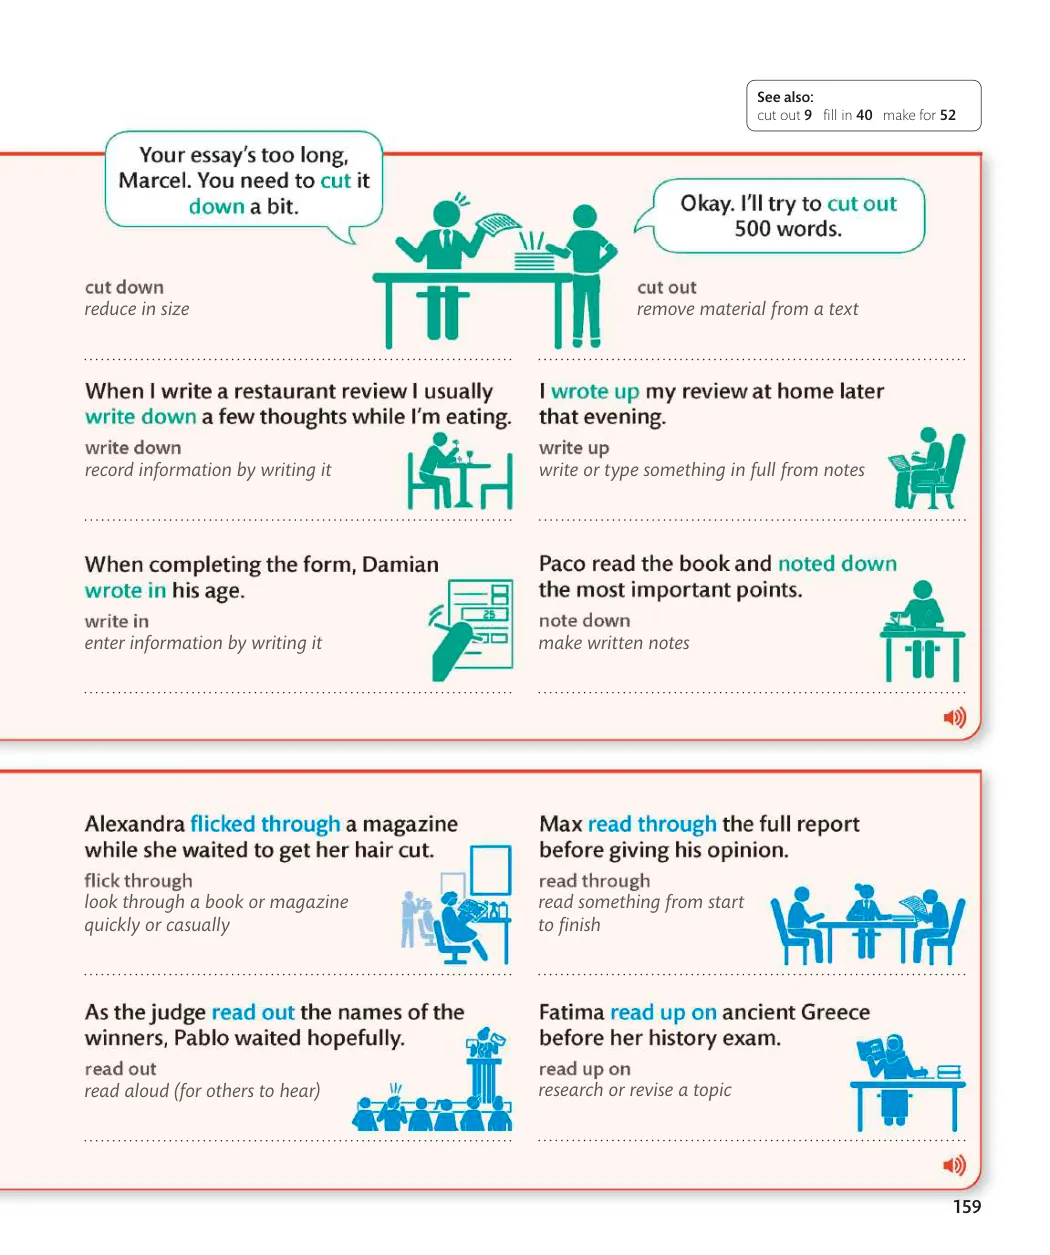 See also:
cut out 9 fill in 40 make for 52
Your essay's too long,
Marcel. You need to cut it
down a bit.
Okay. I'll try to cut out
500 words.
cut down
reduce in size
cut out
remove material from a text
When I write a restaurant review I usually
write down a few thoughts while I'm eating.
write down
record information by writing it
I wrote up my review at home later
that evening.
write up
write or type something in full from notes
When completing the form, Damian
wrote in his age.
write in
enter information by writing it
25
Paco read the book and noted down
the most important points.
note down
make written notes
Alexandra flicked through a magazine
while she waited to get her hair cut.
flick through
look through a book or magazine
quickly or casually
Max read through the full report
before giving his opinion.
read through
read something from start
to finish
As the judge read out the names of the
winners, Pablo waited hopefully.
read out
read aloud (for others to hear)
Fatima read up on ancient Greece
before her history exam.
read up on
research or revise a topic
159